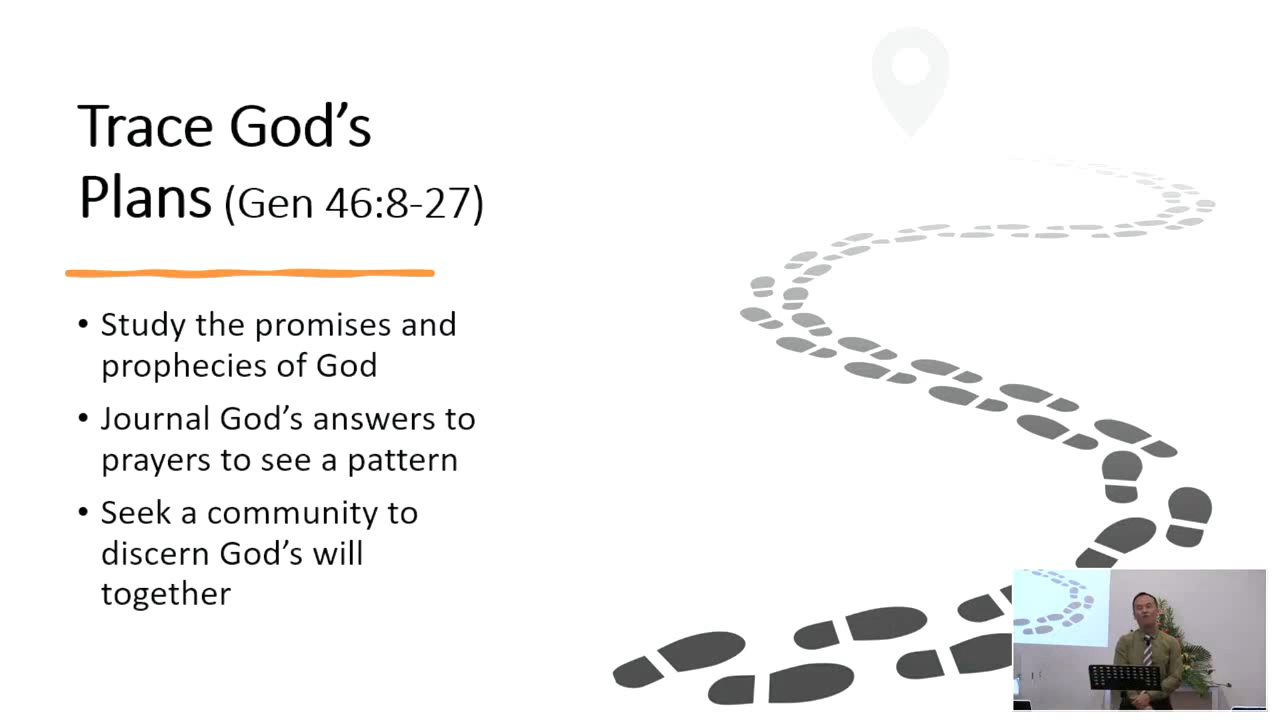 Trace God’s
Plans (Gen 46:8-27)
• Study the promises and
prophecies of God
• Journal God’s answers to
prayers to see a pattern
• Seek a community to
discern God’s will
together